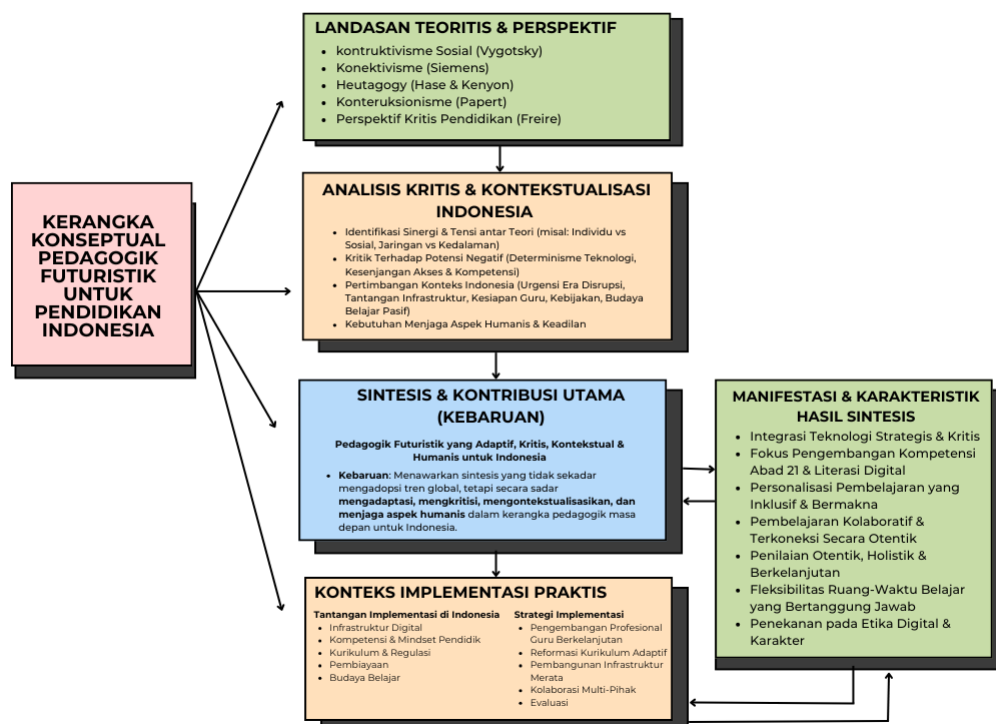 KERANGKA
KONSEPTUAL
PEDAGOGIK
FUTURISTIK
UNTUK
PENDIDIKAN
INDONESIA
LANDASAN TEORITIS & PERSPEKTIF
• kontruktivisme Sosial (Vygotsky)
• Konektivisme (Siemens)
• Heutagogy (Hase & Kenyon)
• Konteruksionisme (Papert)
• Perspektif Kritis Pendidikan (Freire)
ANALISIS KRITIS & KONTEKSTUALISASI
INDONESIA
• Identifikasi Sinergi & Tensi antar Teori (misal: Individu vs
Sosial, Jaringan vs Kedalaman)
• Kritik Terhadap Potensi Negatif (Determinisme Teknologi,
Kesenjangan Akses & Kompetensi)
• Pertimbangan Konteks Indonesia (Urgensi Era Disrupsi,
Tantangan Infrastruktur, Kesiapan Guru, Kebijakan, Budaya
Belajar Pasif)
• Kebutuhan Menjaga Aspek Humanis & Keadilan
SINTESIS & KONTRIBUSI UTAMA
(KEBARUAN)
Pedagogik Futuristik yang Adaptif, Kritis, Kontekstual &
Humanis untuk Indonesia
• Kebaruan: Menawarkan sintesis yang tidak sekadar
mengadopsi tren global, tetapi secara sadar
mengadaptasi, mengkritisi, mengontekstualisasikan, dan
menjaga aspek humanis dalam kerangka pedagogik masa
depan untuk Indonesia.
MANIFESTASI & KARAKTERISTIK
HASIL SINTESIS
• Integrasi Teknologi Strategis & Kritis
• Fokus Pengembangan Kompetensi
Abad 21 & Literasi Digital
• Personalisasi Pembelajaran yang
Inklusif & Bermakna
• Pembelajaran Kolaboratif &
Terkoneksi Secara Otentik
• Penilaian Otentik, Holistik &
Berkelanjutan
• Fleksibilitas Ruang-Waktu Belajar
yang Bertanggung Jawab
• Penekanan pada Etika Digital &
Karakter
KONTEKS IMPLEMENTASI PRAKTIS
Tantangan Implementasi di Indonesia
• Infrastruktur Digital
• Kompetensi & Mindset Pendidik
• Kurikulum & Regulasi
• Pembiayaan
• Budaya Belajar
Strategi Implementasi
• Pengembangan Profesional
Guru Berkelanjutan
• Reformasi Kurikulum Adaptif
• Pembangunan Infrastruktur
Merata
• Kolaborasi Multi-Pihak
• Evaluasi